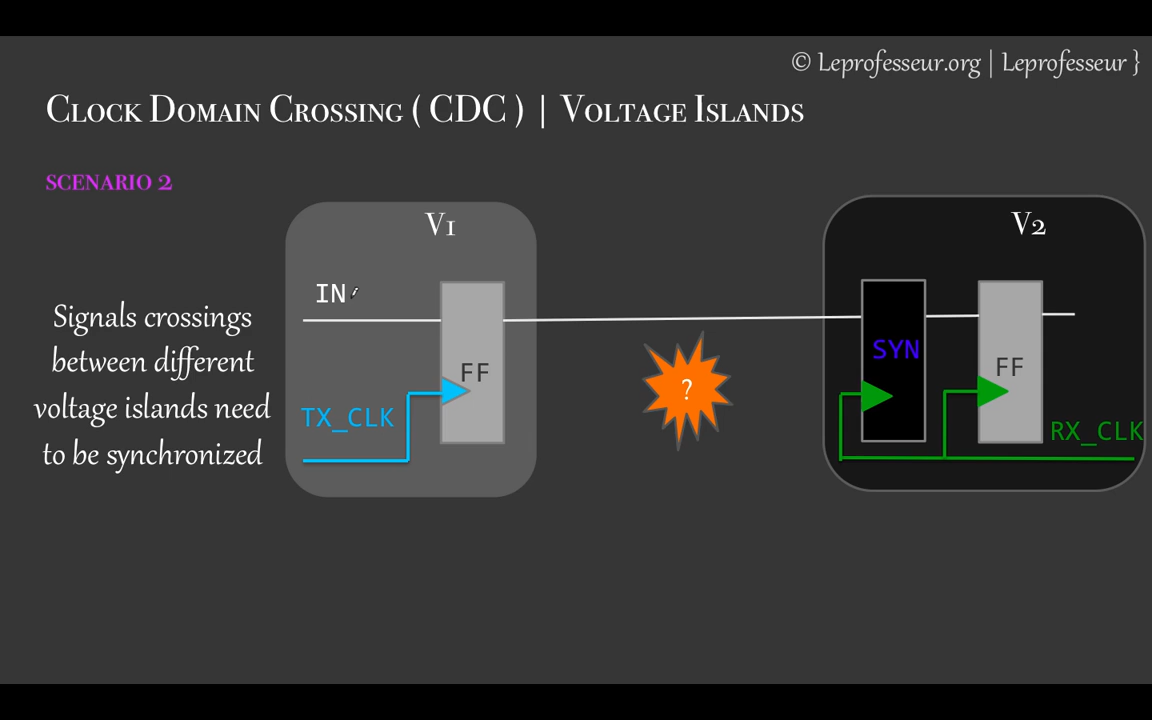 © Leprofesseur.org | Leprofesseur }
Clock Domain Crossing ( CDC ) | Voltage Islands
SCENARIO 2
V1
V2
IN
Signals crossings
between different
voltage islands need
to be synchronized
SYN
FF
FF
?
TX_CLK
RX_CLK